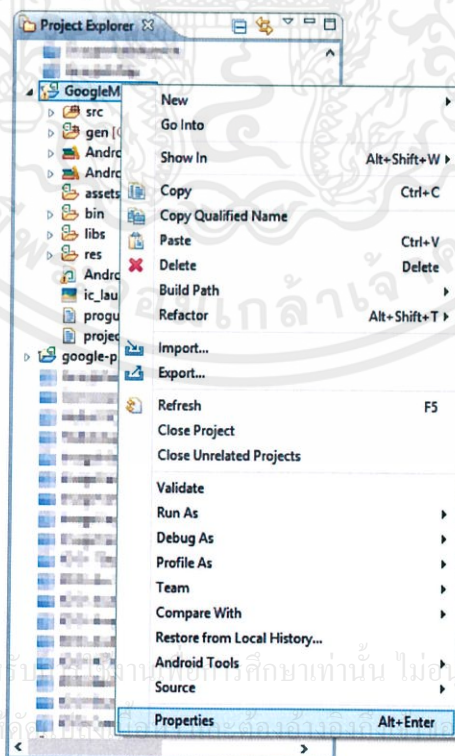 Project Explorer
GoogleM
src
gen
Andro
Andro
assets
bin
libs
res
Andro
ic_lau
progu
projec
google-p
New
Go Into
Show In Alt+Shift+W
Copy Ctrl+C
Copy Qualified Name
Paste Ctrl+V
Delete Delete
Build Path
Refactor Alt+Shift+T
Import...
Export...
Refresh F5
Close Project
Close Unrelated Projects
Validate
Run As
Debug As
Profile As
Team
Compare With
Restore from Local History...
Android Tools
Source
Properties Alt+Enter